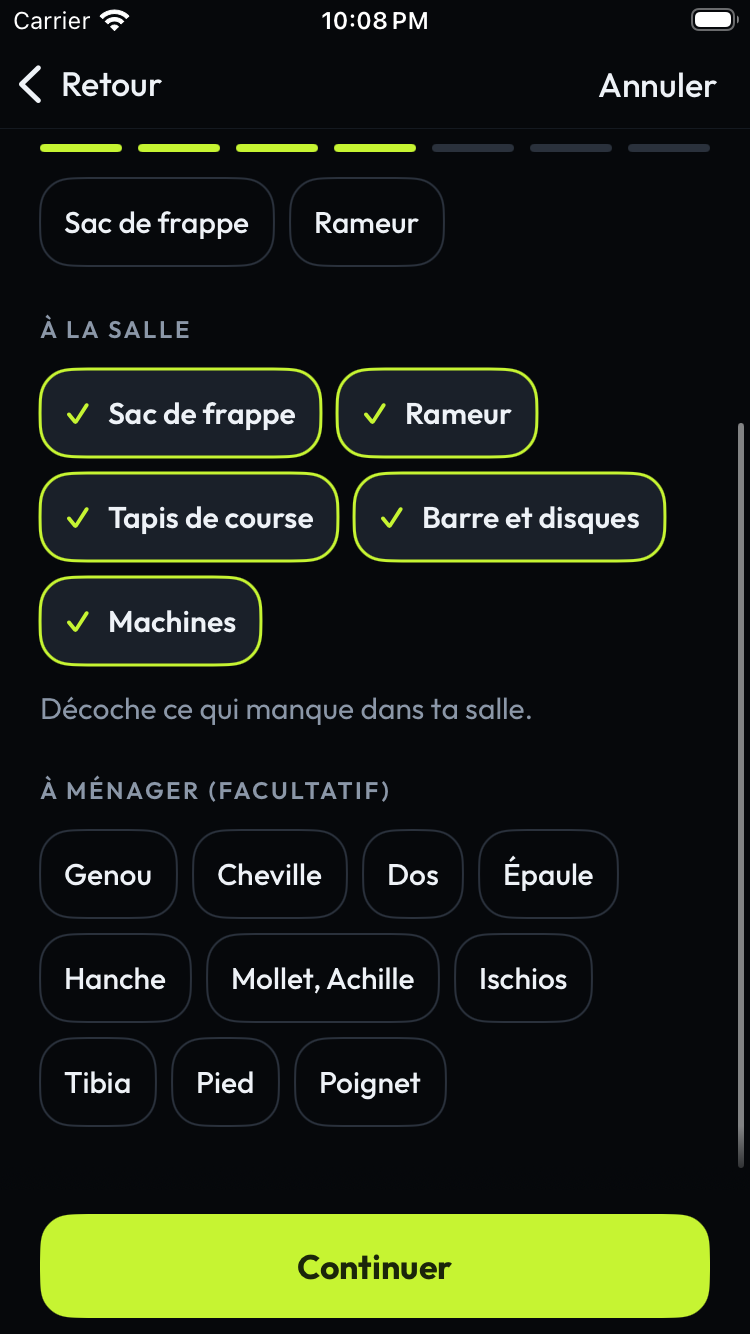 Carrier 10:08 PM
Retour Annuler
Sac de frappe Rameur
À LA SALLE
Sac de frappe Rameur
Tapis de course Barre et disques
Machines
Décoche ce qui manque dans ta salle.
À MÉNAGER (FACULTATIF)
Genou Cheville Dos Épaule
Hanche Mollet, Achille Ischios
Tibia Pied Poignet
Continuer